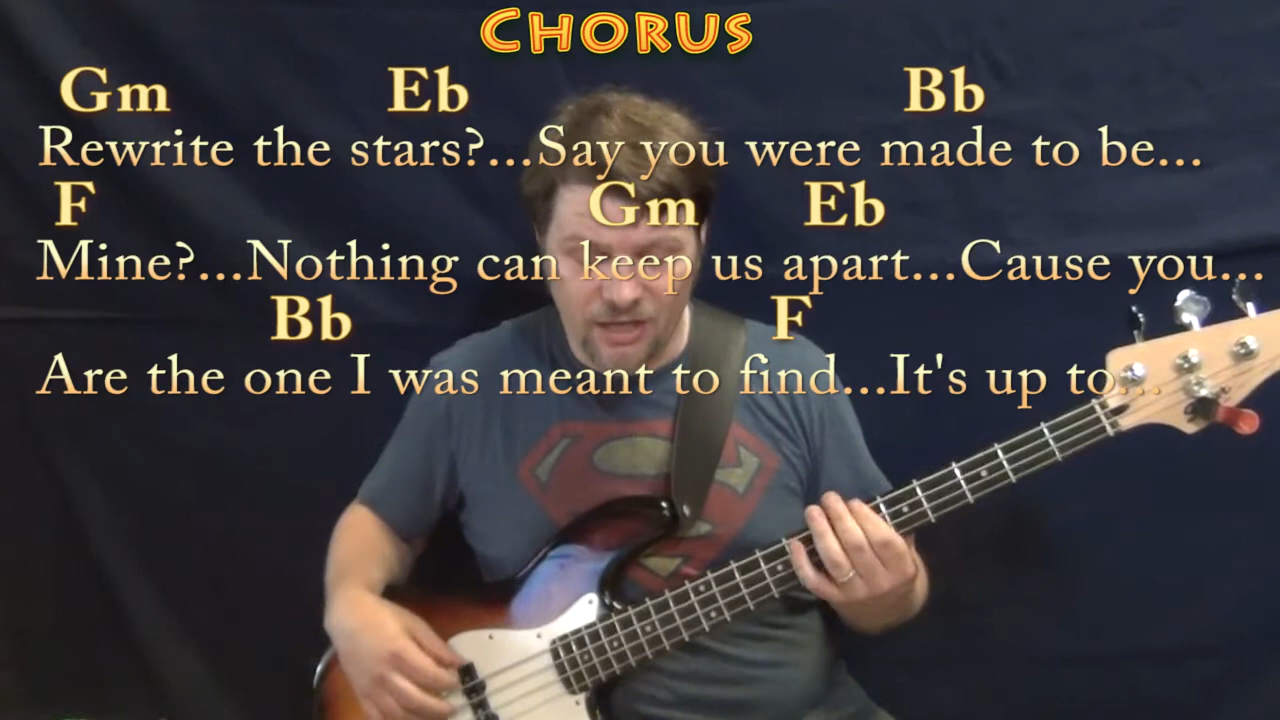 CHORUS
Gm Eb Bb
Rewrite the stars?...Say you were made to be...
F Gm Eb
Mine?...Nothing can keep us apart...Cause you...
Bb F
Are the one I was meant to find...It's up to...